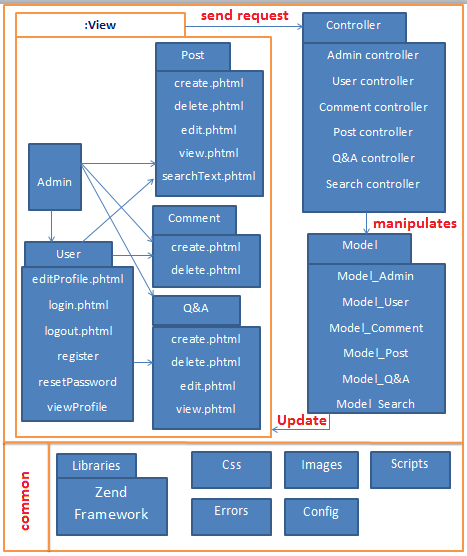 :View
send request
Controller
Post
create.phtml
delete.phtml
edit.phtml
view.phtml
searchText.phtml
Admin controller
User controller
Comment controller
Post controller
Q&A controller
Search controller
Admin
Comment
create.phtml
delete.phtml
manipulates
User
editProfile.phtml
login.phtml
logout.phtml
register
resetPassword
viewProfile
Q&A
create.phtml
delete.phtml
edit.phtml
view.phtml
Model
Model_Admin
Model_User
Model_Comment
Model_Post
Model_Q&A
Model_Search
Update
common
Libraries
Zend
Framework
Css
Images
Scripts
Errors
Config